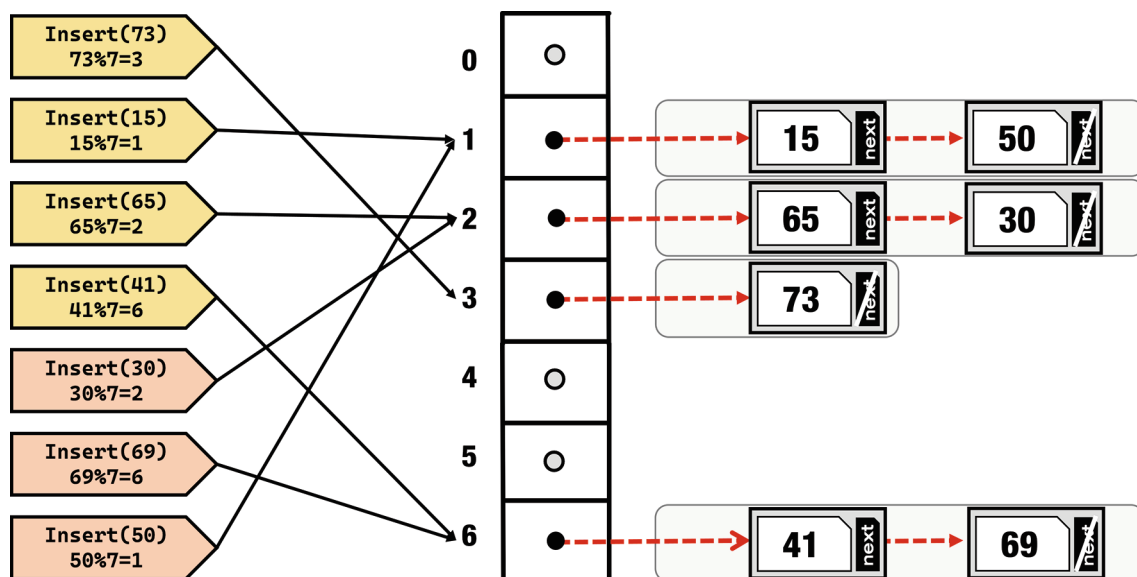 Insert(73)
73%7=3
Insert(15)
15%7=1
Insert(65)
65%7=2
Insert(41)
41%7=6
Insert(30)
30%7=2
Insert(69)
69%7=6
Insert(50)
50%7=1
0
1
15 next 50 next
2
65 next 30 next
3
73 next
4
5
6
41 next 69 next